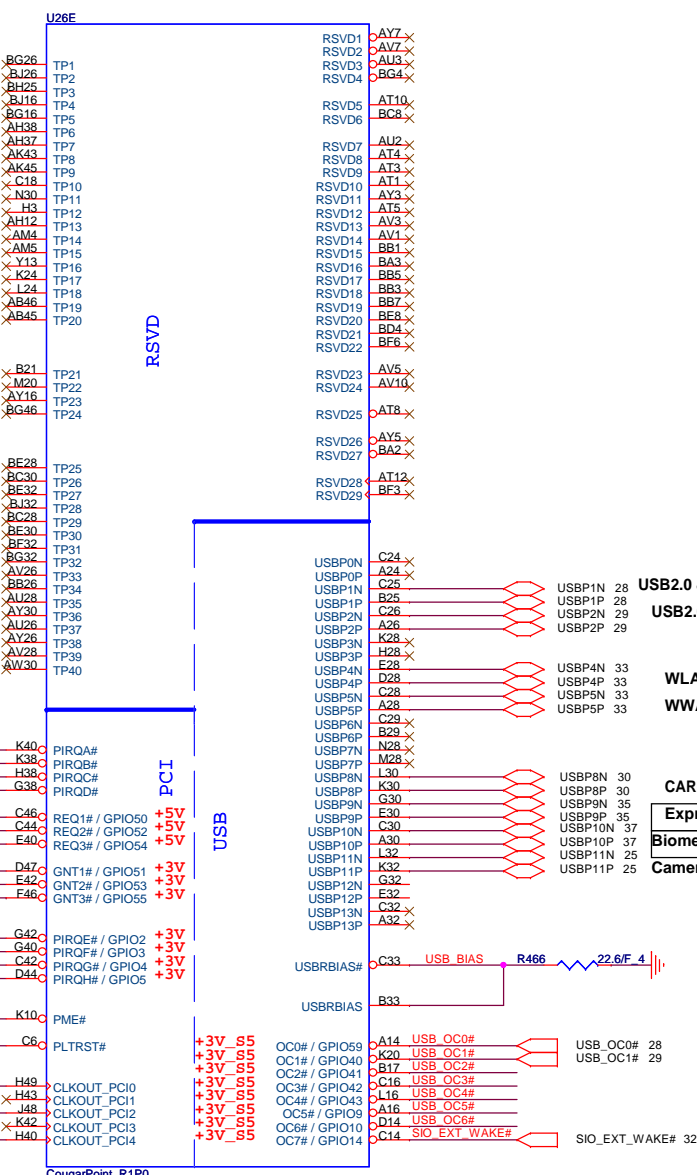 U26E
RSVD1 AY7
RSVD2 AV7
BG26 TP1 RSVD3 AU3
BJ26 TP2 RSVD4 BG4
BH25 TP3
BJ16 TP4 RSVD5 AT10
BG16 TP5 RSVD6 BC8
AH38 TP6
AH37 TP7 RSVD7 AU2
AK43 TP8 RSVD8 AT4
AK45 TP9 RSVD9 AT3
C18 TP10 RSVD10 AT1
N30 TP11 RSVD11 AY3
H3 TP12 RSVD12 AT5
AH12 TP13 RSVD13 AV3
AM4 TP14 RSVD14 AV1
AM5 TP15 RSVD15 BB1
Y13 TP16 RSVD16 BA3
K24 TP17 RSVD17 BB5
L24 TP18 RSVD18 BB3
AB46 TP19 RSVD19 BB7
AB45 TP20 RSVD20 BE8
RSVD21 BD4
RSVD22 BF6
RSVD
B21 TP21 RSVD23 AV5
M20 TP22 RSVD24 AV10
AY16 TP23
BG46 TP24 RSVD25 AT8
RSVD26 AY5
RSVD27 BA2
BE28 TP25
BC30 TP26 RSVD28 AT12
BE32 TP27 RSVD29 BF3
BJ32 TP28
BC28 TP29
BE30 TP30
BF32 TP31
BG32 TP32 USBP0N C24
AV26 TP33 USBP0P A24
BB26 TP34 USBP1N C25 USBP1N 28 USB2.0
AU28 TP35 USBP1P B25 USBP1P 28
AY30 TP36 USBP2N C26 USBP2N 29 USB2.
AU26 TP37 USBP2P A26 USBP2P 29
AY26 TP38 USBP3N K28
AV28 TP39 USBP3P H28
AW30 TP40 USBP4N E28 USBP4N 33
USBP4P D28 USBP4P 33 WLA
USBP5N C28 USBP5N 33
USBP5P A28 USBP5P 33 WWA
USBP6N C29
USBP6P B29
K40 PIRQA# USBP7N N28
K38 PIRQB# USBP7P M28
H38 PIRQC# USBP8N L30 USBP8N 30
G38 PIRQD# PCI USBP8P K30 USBP8P 30 CAR
USBP9N G30 USBP9N 35
C46 REQ1# / GPIO50 +5V USBP9P E30 USBP9P 35 Expr
C44 REQ2# / GPIO52 +5V USB USBP10N C30 USBP10N 37
E40 REQ3# / GPIO54 +5V USBP10P A30 USBP10P 37 Biome
USBP11N L32 USBP11N 25
D47 GNT1# / GPIO51 +3V USBP11P K32 USBP11P 25 Camer
E42 GNT2# / GPIO53 +3V USBP12N G32
F46 GNT3# / GPIO55 +3V USBP12P E32
USBP13N C32
USBP13P A32
G42 PIRQE# / GPIO2 +3V
G40 PIRQF# / GPIO3 +3V
C42 PIRQG# / GPIO4 +3V USBRBIAS# C33 USB_BIAS R466 22.6/F_4
D44 PIRQH# / GPIO5 +3V
USBRBIAS B33
K10 PME#
C6 PLTRST# +3V_S5 OC0# / GPIO59 A14 USB_OC0# USB_OC0# 28
+3V_S5 OC1# / GPIO40 K20 USB_OC1# USB_OC1# 29
+3V_S5 OC2# / GPIO41 B17 USB_OC2#
H49 CLKOUT_PCI0 +3V_S5 OC3# / GPIO42 C16 USB_OC3#
H43 CLKOUT_PCI1 +3V_S5 OC4# / GPIO43 L16 USB_OC4#
J48 CLKOUT_PCI2 +3V_S5 OC5# / GPIO9 A16 USB_OC5#
K42 CLKOUT_PCI3 +3V_S5 OC6# / GPIO10 D14 USB_OC6#
H40 CLKOUT_PCI4 +3V_S5 OC7# / GPIO14 C14 SIO_EXT_WAKE# SIO_EXT_WAKE# 32
CougarPoint_R1P0